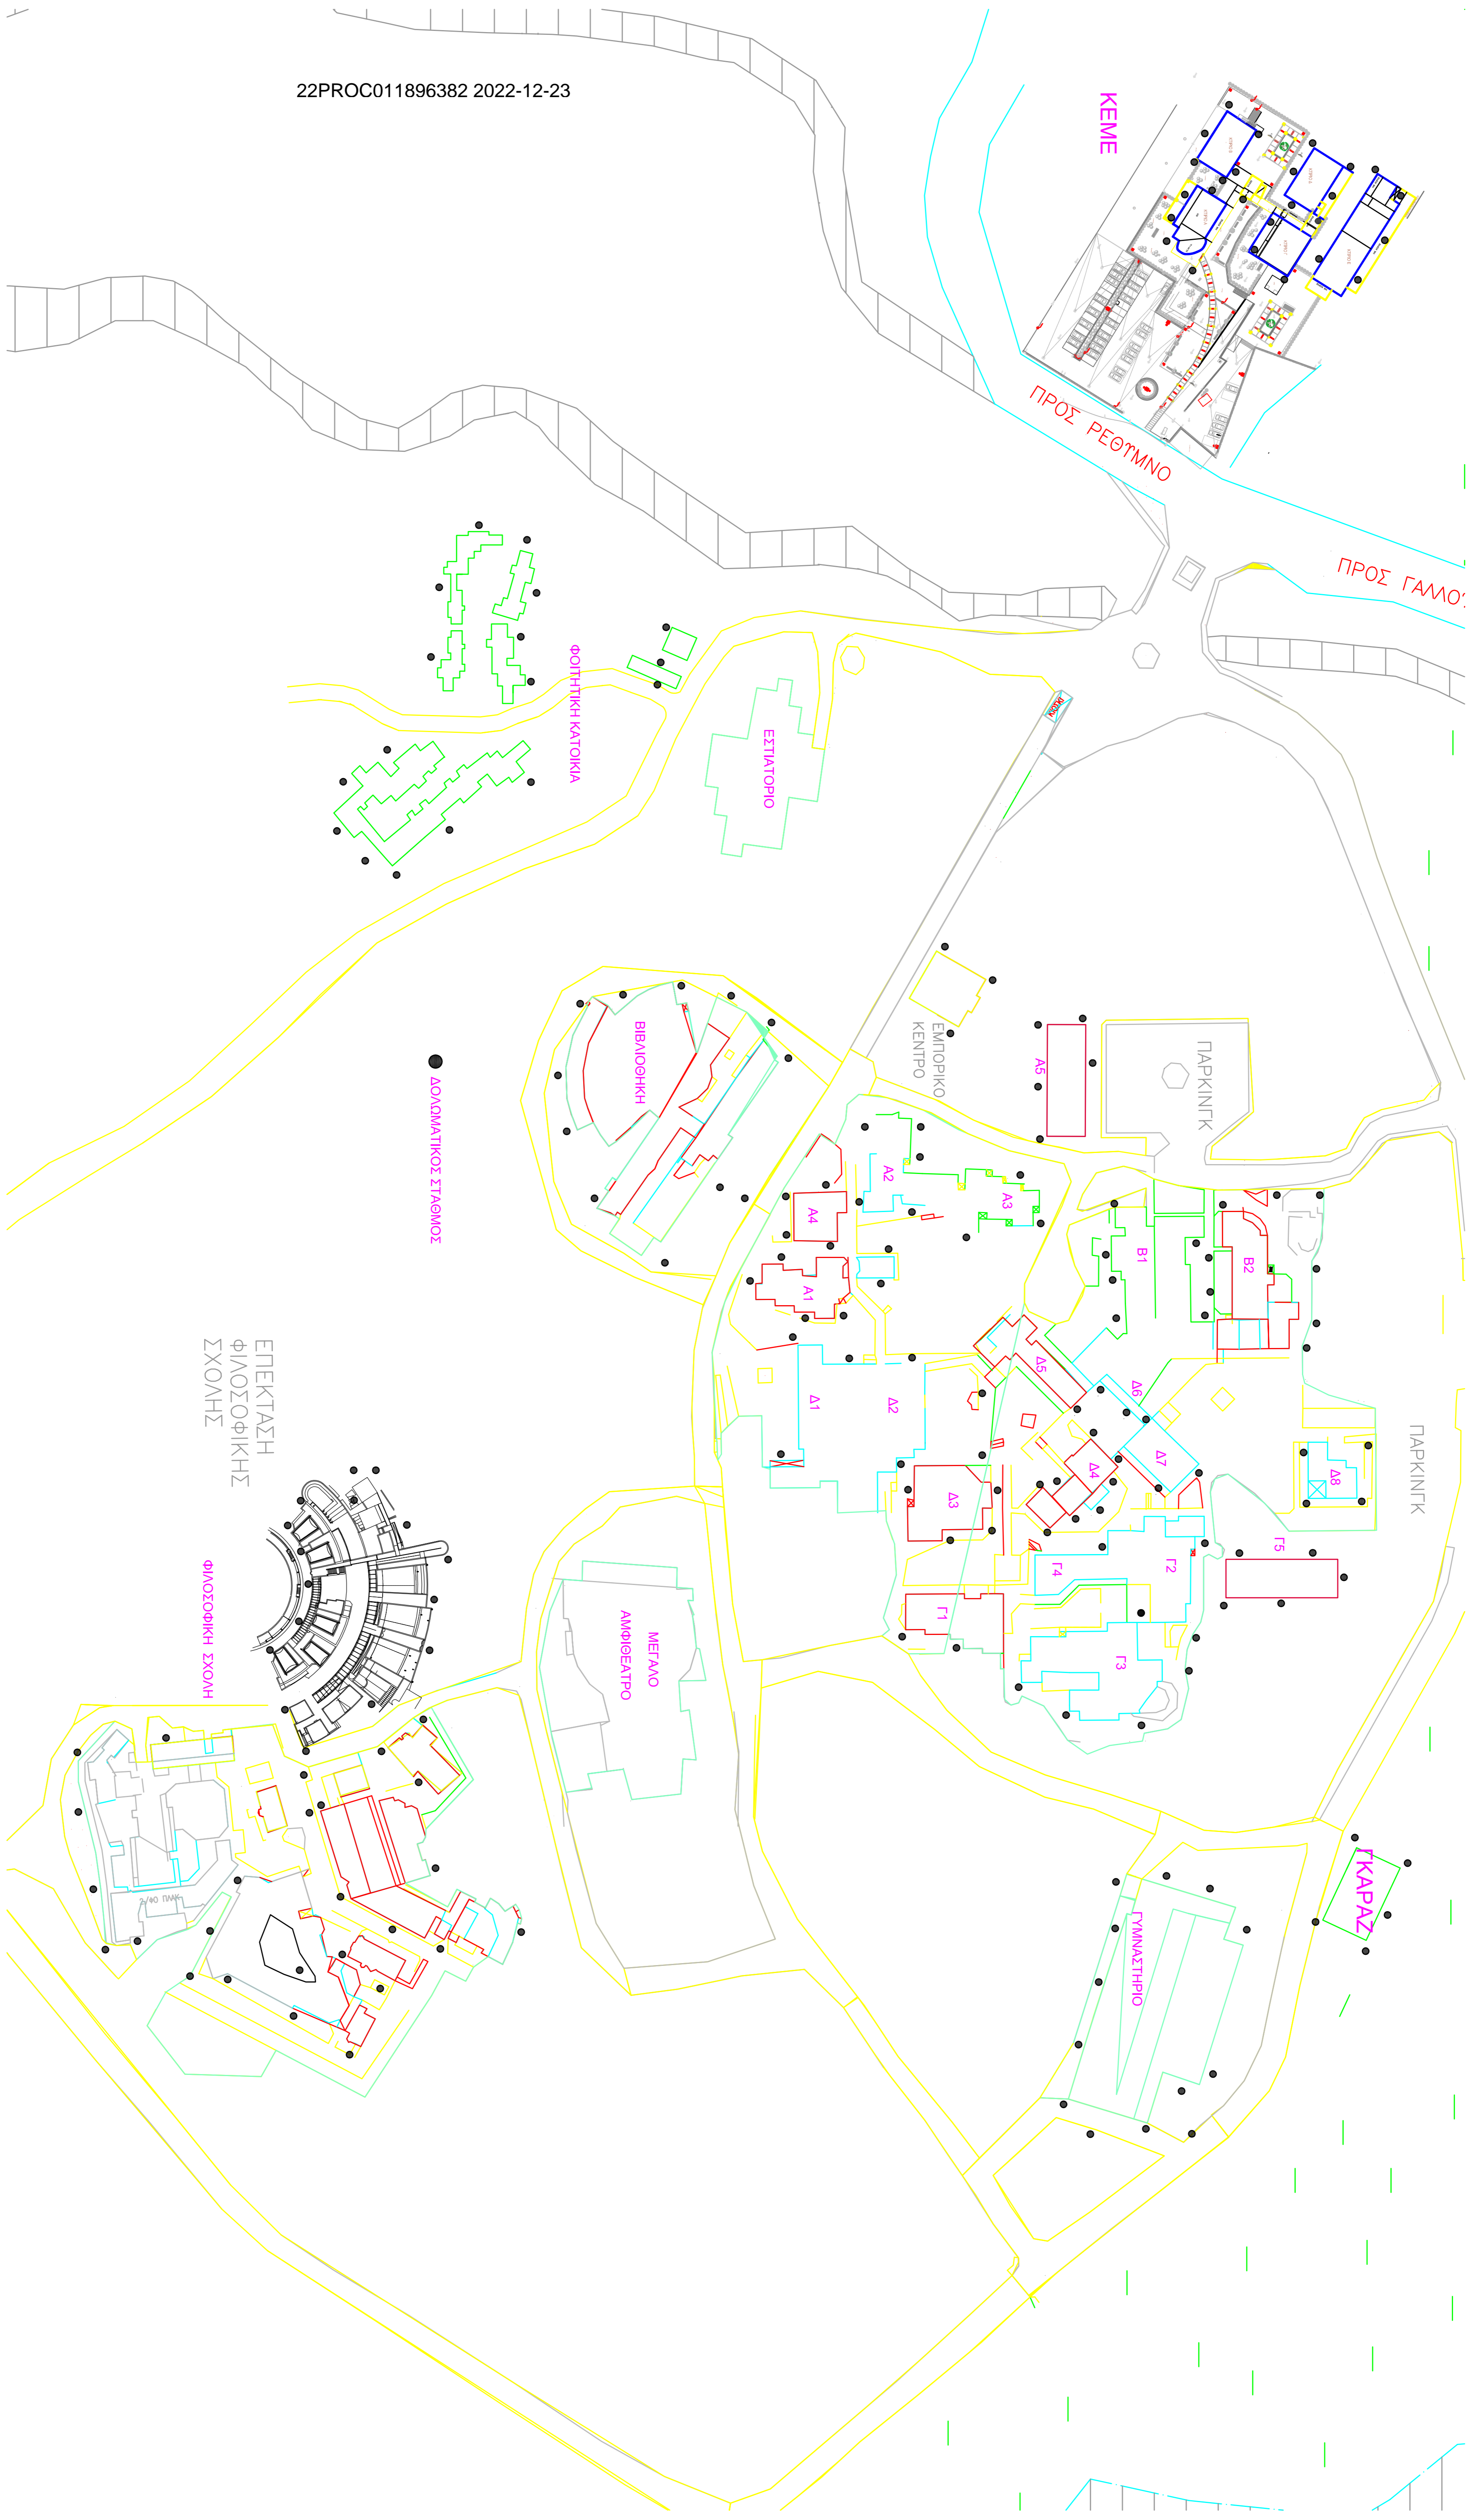 22PROC011896382 2022-12-23
ΚΕΜΕ
ΠΡΟΣ ΡΕΘΥΜΝΟ
ΠΡΟΣ ΓΑΛΛΟ
ΦΟΙΤΗΤΙΚΗ ΚΑΤΟΙΚΙΑ
ΕΣΤΙΑΤΟΡΙΟ
ΒΙΒΛΙΟΘΗΚΗ
ΕΜΠΟΡΙΚΟ
ΚΕΝΤΡΟ
Α5
ΠΑΡΚΙΝΓΚ
ΔΟΛΩΜΑΤΙΚΟΣ ΣΤΑΘΜΟΣ
Α2
Α3
Α4
Β1
Β2
Α1
Δ5
Δ6
Δ1
Δ2
ΕΠΕΚΤΑΣΗ
ΦΙΛΟΣΟΦΙΚΗΣ
ΣΧΟΛΗΣ
Δ7
Δ4
Δ8
ΠΑΡΚΙΝΓΚ
Δ3
Γ5
Γ4
Γ2
Γ1
Γ3
ΦΙΛΟΣΟΦΙΚΗ ΣΧΟΛΗ
ΜΕΓΑΛΟ
ΑΜΦΙΘΕΑΤΡΟ
ΓΚΑΡΑΖ
ΓΥΜΝΑΣΤΗΡΙΟ